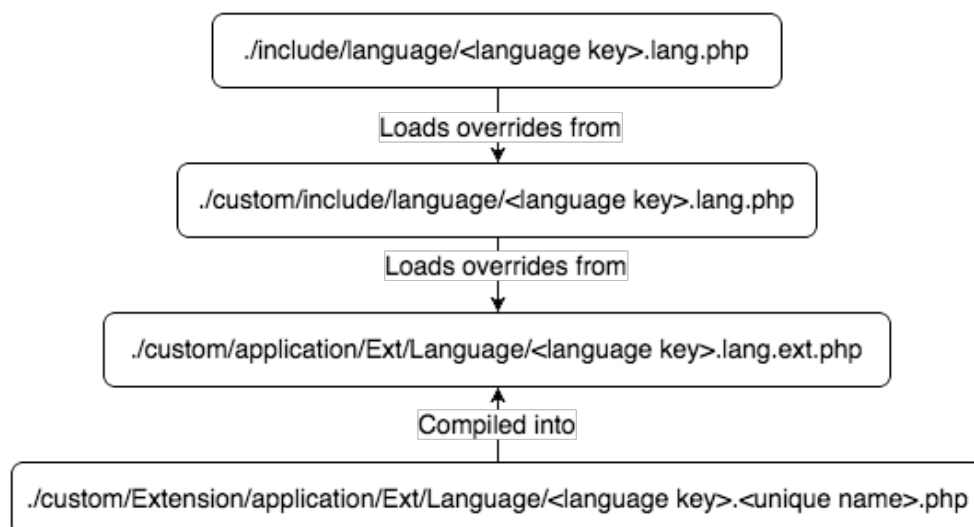 ./include/language/<language key>.lang.php
Loads overrides from
./custom/include/language/<language key>.lang.php
Loads overrides from
./custom/application/Ext/Language/<language key>.lang.ext.php
Compiled into
./custom/Extension/application/Ext/Language/<language key>.<unique name>.php